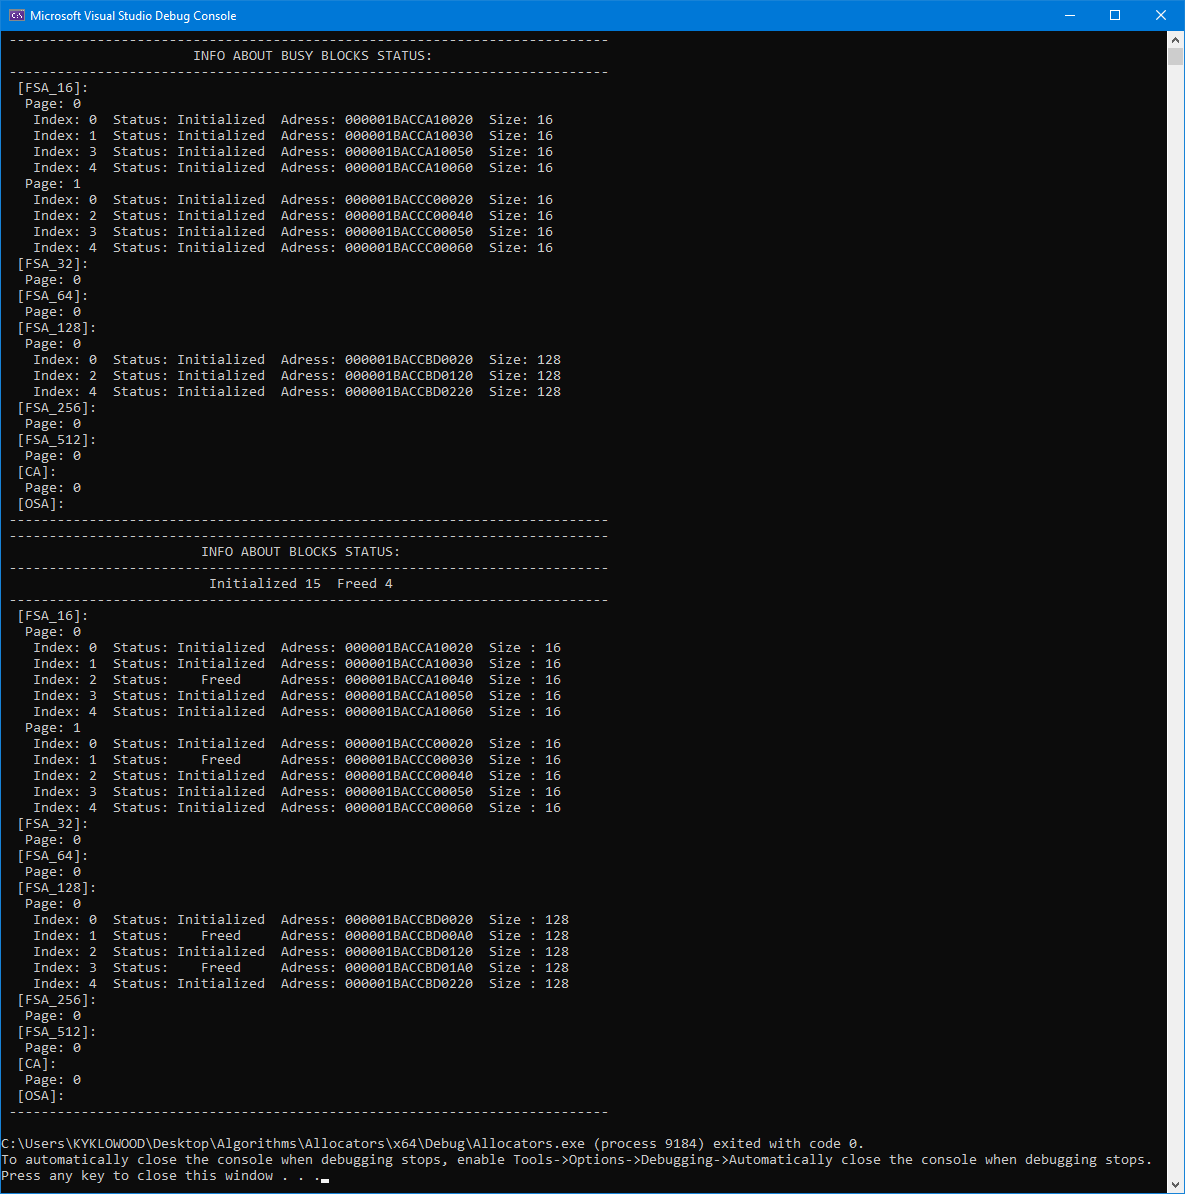 Microsoft Visual Studio Debug Console
---------------------------------------------------------------------------
INFO ABOUT BUSY BLOCKS STATUS:
---------------------------------------------------------------------------
[FSA_16]:
Page: 0
Index: 0  Status: Initialized  Adress: 000001BACCA10020  Size: 16
Index: 1  Status: Initialized  Adress: 000001BACCA10030  Size: 16
Index: 3  Status: Initialized  Adress: 000001BACCA10050  Size: 16
Index: 4  Status: Initialized  Adress: 000001BACCA10060  Size: 16
Page: 1
Index: 0  Status: Initialized  Adress: 000001BACCC00020  Size: 16
Index: 2  Status: Initialized  Adress: 000001BACCC00040  Size: 16
Index: 3  Status: Initialized  Adress: 000001BACCC00050  Size: 16
Index: 4  Status: Initialized  Adress: 000001BACCC00060  Size: 16
[FSA_32]:
Page: 0
[FSA_64]:
Page: 0
[FSA_128]:
Page: 0
Index: 0  Status: Initialized  Adress: 000001BACCBD0020  Size: 128
Index: 2  Status: Initialized  Adress: 000001BACCBD0120  Size: 128
Index: 4  Status: Initialized  Adress: 000001BACCBD0220  Size: 128
[FSA_256]:
Page: 0
[FSA_512]:
Page: 0
[CA]:
Page: 0
[OSA]:
---------------------------------------------------------------------------
---------------------------------------------------------------------------
INFO ABOUT BLOCKS STATUS:
---------------------------------------------------------------------------
Initialized 15  Freed 4
---------------------------------------------------------------------------
[FSA_16]:
Page: 0
Index: 0  Status: Initialized  Adress: 000001BACCA10020  Size : 16
Index: 1  Status: Initialized  Adress: 000001BACCA10030  Size : 16
Index: 2  Status:    Freed     Adress: 000001BACCA10040  Size : 16
Index: 3  Status: Initialized  Adress: 000001BACCA10050  Size : 16
Index: 4  Status: Initialized  Adress: 000001BACCA10060  Size : 16
Page: 1
Index: 0  Status: Initialized  Adress: 000001BACCC00020  Size : 16
Index: 1  Status:    Freed     Adress: 000001BACCC00030  Size : 16
Index: 2  Status: Initialized  Adress: 000001BACCC00040  Size : 16
Index: 3  Status: Initialized  Adress: 000001BACCC00050  Size : 16
Index: 4  Status: Initialized  Adress: 000001BACCC00060  Size : 16
[FSA_32]:
Page: 0
[FSA_64]:
Page: 0
[FSA_128]:
Page: 0
Index: 0  Status: Initialized  Adress: 000001BACCBD0020  Size : 128
Index: 1  Status:    Freed     Adress: 000001BACCBD00A0  Size : 128
Index: 2  Status: Initialized  Adress: 000001BACCBD0120  Size : 128
Index: 3  Status:    Freed     Adress: 000001BACCBD01A0  Size : 128
Index: 4  Status: Initialized  Adress: 000001BACCBD0220  Size : 128
[FSA_256]:
Page: 0
[FSA_512]:
Page: 0
[CA]:
Page: 0
[OSA]:
---------------------------------------------------------------------------
C:\Users\KYKLOWOOD\Desktop\Algorithms\Allocators\x64\Debug\Allocators.exe (process 9184) exited with code 0.
To automatically close the console when debugging stops, enable Tools->Options->Debugging->Automatically close the console when debugging stops.
Press any key to close this window . . .